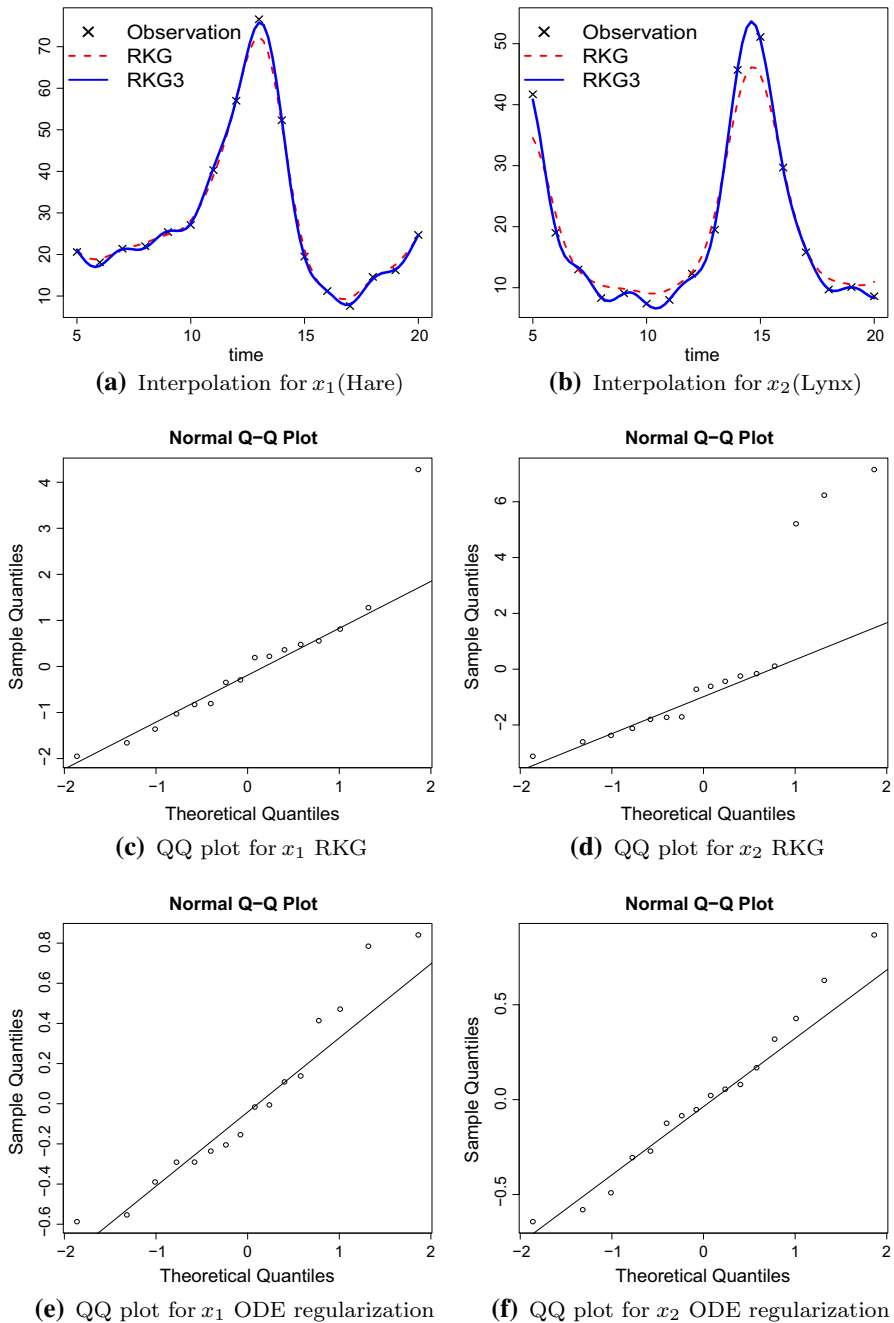 × Observation
RKG
RKG3
70
60
50
40
30
20
10
5 10 15 20
time
(a) Interpolation for x₁(Hare)
× Observation
RKG
RKG3
50
40
30
20
10
5 10 15 20
time
(b) Interpolation for x₂(Lynx)
Normal Q−Q Plot
Sample Quantiles
4
3
2
1
0
−1
−2
−2 −1 0 1 2
Theoretical Quantiles
(c) QQ plot for x₁ RKG
Normal Q−Q Plot
Sample Quantiles
6
4
2
0
−2
−2 −1 0 1 2
Theoretical Quantiles
(d) QQ plot for x₂ RKG
Normal Q−Q Plot
Sample Quantiles
0.8
0.6
0.4
0.2
0.0
−0.2
−0.4
−0.6
−2 −1 0 1 2
Theoretical Quantiles
(e) QQ plot for x₁ ODE regularization
Normal Q−Q Plot
Sample Quantiles
0.5
0.0
−0.5
−2 −1 0 1 2
Theoretical Quantiles
(f) QQ plot for x₂ ODE regularization